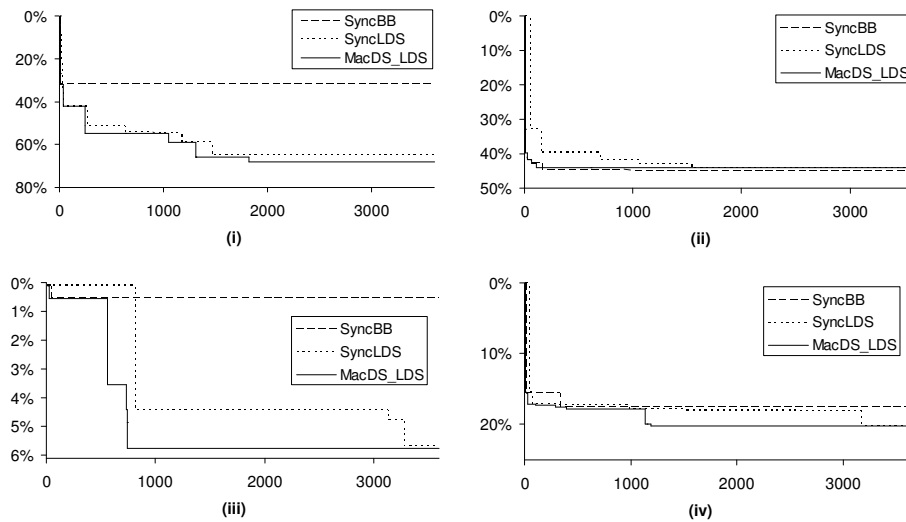 0%
20%
40%
60%
80%
0
1000
2000
3000
SyncBB
SyncLDS
MacDS_LDS
(i)
0%
10%
20%
30%
40%
50%
0
1000
2000
3000
SyncBB
SyncLDS
MacDS_LDS
(ii)
0%
1%
2%
3%
4%
5%
6%
0
1000
2000
3000
SyncBB
SyncLDS
MacDS_LDS
(iii)
0%
10%
20%
0
1000
2000
3000
SyncBB
SyncLDS
MacDS_LDS
(iv)